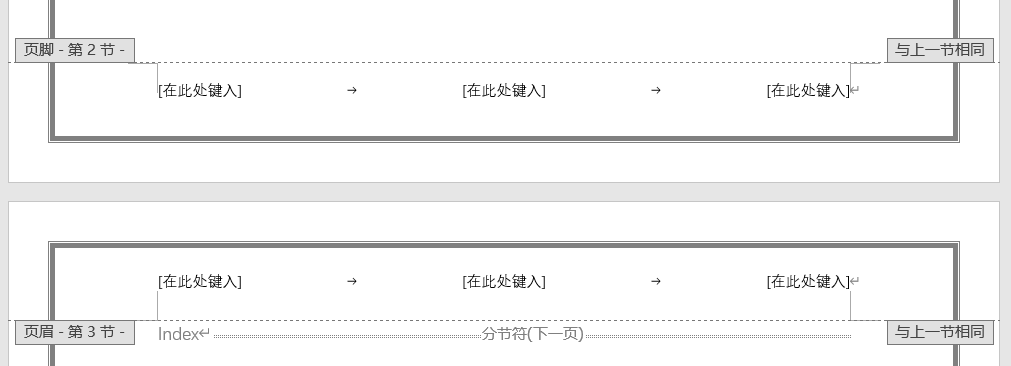 页脚 - 第 2 节 - 与上一节相同
[在此处键入] → [在此处键入] → [在此处键入]↵
[在此处键入] → [在此处键入] → [在此处键入]↵
页眉 - 第 3 节 - 与上一节相同
Index↵ 分节符(下一页)